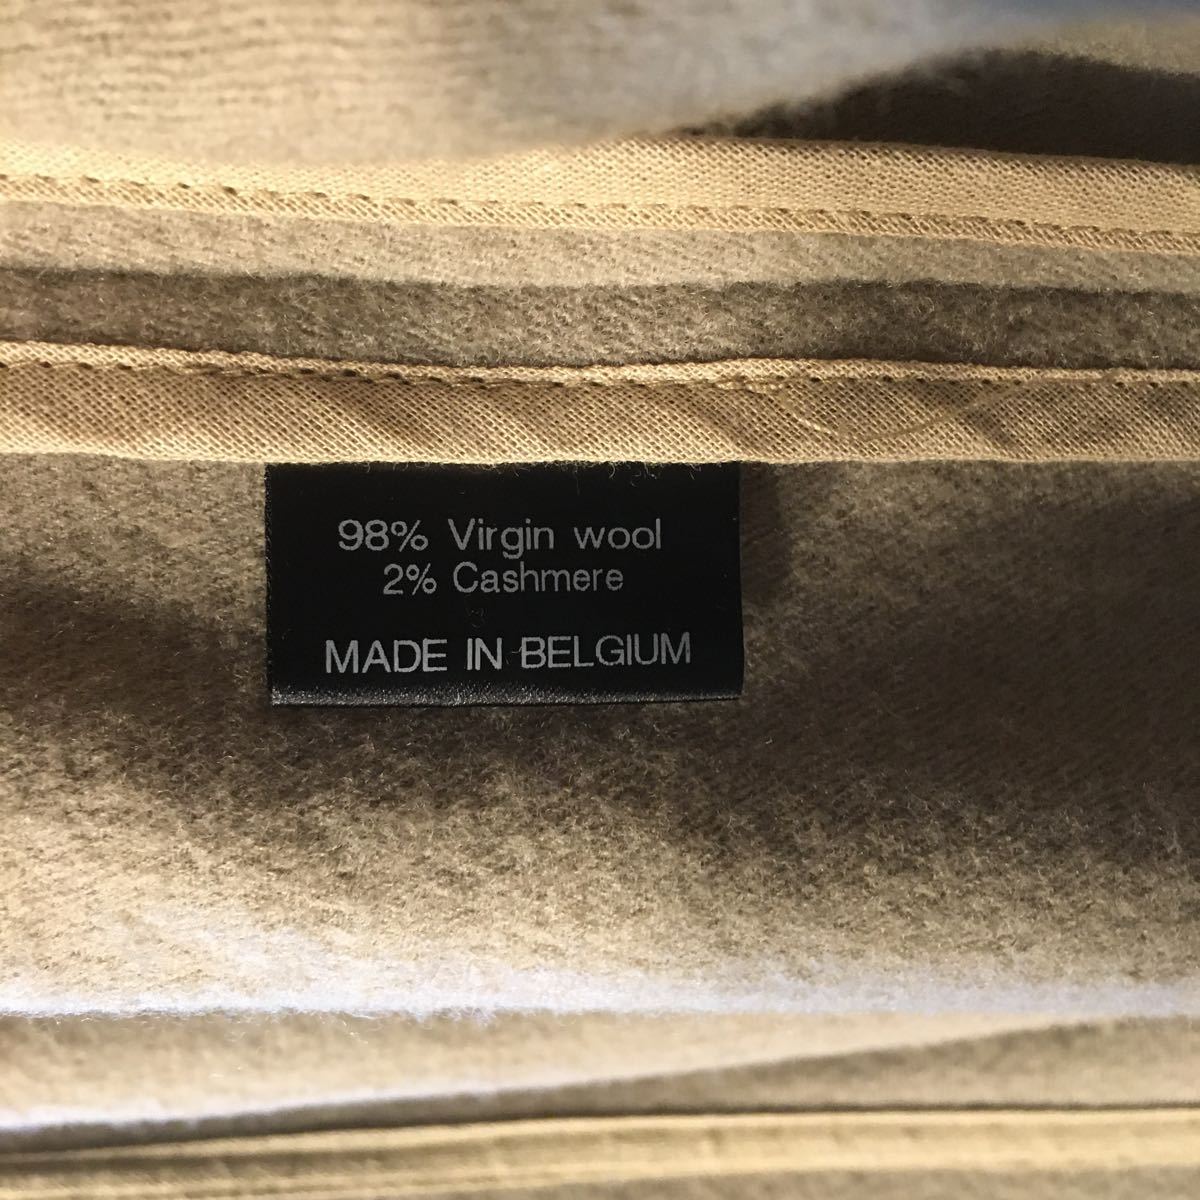 98% Virgin wool
2% Cashmere
MADE IN BELGIUM